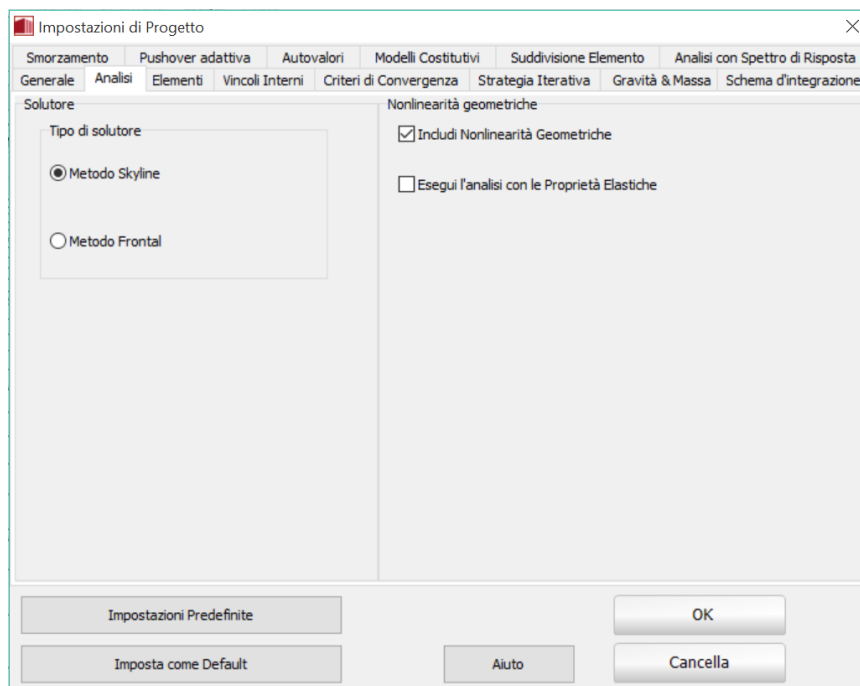 Impostazioni di Progetto
Smorzamento Pushover adattiva Autovalori Modelli Costitutivi Suddivisione Elemento Analisi con Spettro di Risposta
Generale Analisi Elementi Vincoli Interni Criteri di Convergenza Strategia Iterativa Gravità & Massa Schema d'integrazione
Solutore
Nonlinearità geometriche
Tipo di solutore
Includi Nonlinearità Geometriche
Metodo Skyline
Esegui l'analisi con le Proprietà Elastiche
Metodo Frontal
Impostazioni Predefinite
OK
Imposta come Default
Aiuto
Cancella